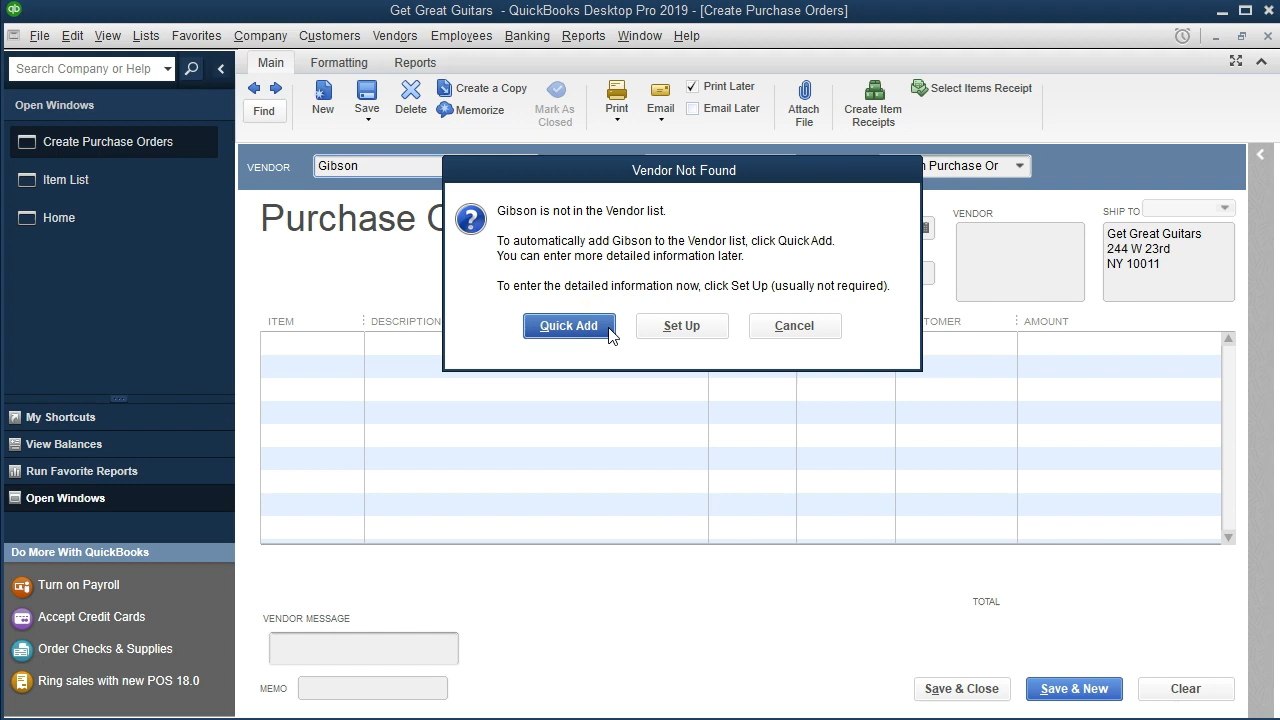 qb
Get Great Guitars - QuickBooks Desktop Pro 2019 - [Create Purchase Orders]
File Edit View Lists Favorites Company Customers Vendors Employees Banking Reports Window Help
Search Company or Help
Main Formatting Reports
Find
New
Save
Delete
Create a Copy
Memorize
Mark As
Closed
Print
Email
Print Later
Email Later
Attach
File
Create Item
Receipts
Select Items Receipt
Open Windows
Create Purchase Orders
Item List
Home
My Shortcuts
View Balances
Run Favorite Reports
Open Windows
Do More With QuickBooks
Turn on Payroll
Accept Credit Cards
Order Checks & Supplies
Ring sales with new POS 18.0
VENDOR Gibson
Purchase Or
Purchase
VENDOR
SHIP TO
Get Great Guitars
244 W 23rd
NY 10011
Vendor Not Found
Gibson is not in the Vendor list.
To automatically add Gibson to the Vendor list, click Quick Add.
You can enter more detailed information later.
To enter the detailed information now, click Set Up (usually not required).
Quick Add Set Up Cancel
ITEM DESCRIPTION TOMER AMOUNT
TOTAL
VENDOR MESSAGE
MEMO
Save & Close Save & New Clear